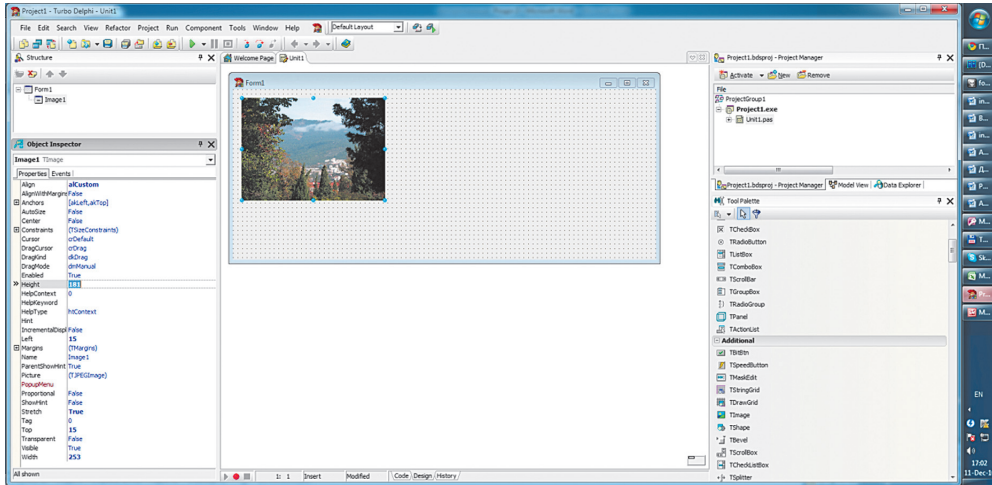 Project1 - Turbo Delphi - Unit1
File Edit Search View Refactor Project Run Component Tools Window Help
Default Layout
Structure
Form1
Image1
Object Inspector
Image1 TImage
Properties Events
Align alCustom
AlignWithMargins False
Anchors [akLeft,akTop]
AutoSize False
Center False
Constraints (TSizeConstraints)
Cursor crDefault
DragCursor crDrag
DragKind dkDrag
DragMode dmManual
Enabled True
Height 181
HelpContext 0
HelpKeyword
HelpType htContext
Hint
IncrementalDispl False
Left 15
Margins (TMargins)
Name Image1
ParentShowHint True
Picture (TJPEGImage)
PopupMenu
Proportional False
ShowHint False
Stretch True
Tag 0
Top 15
Transparent False
Visible True
Width 253
All shown
Welcome Page Unit1
Form1
1: 1 Insert Modified Code Design History
Project1.bdsproj - Project Manager
Activate New Remove
File
ProjectGroup1
Project1.exe
Unit1.pas
Project1.bdsproj - Project Manager Model View Data Explorer
Tool Palette
TCheckBox
TRadioButton
TListBox
TComboBox
TScrollBar
TGroupBox
TRadioGroup
TPanel
TActionList
Additional
TBitBtn
TSpeedButton
TMaskEdit
TStringGrid
TDrawGrid
TImage
TShape
TBevel
TScrollBox
TCheckListBox
TSplitter
П...
(D...
fo...
in...
B...
in...
A...
Д...
P...
A...
M...
T...
Sk...
M...
Pr...
M...
EN
17:02